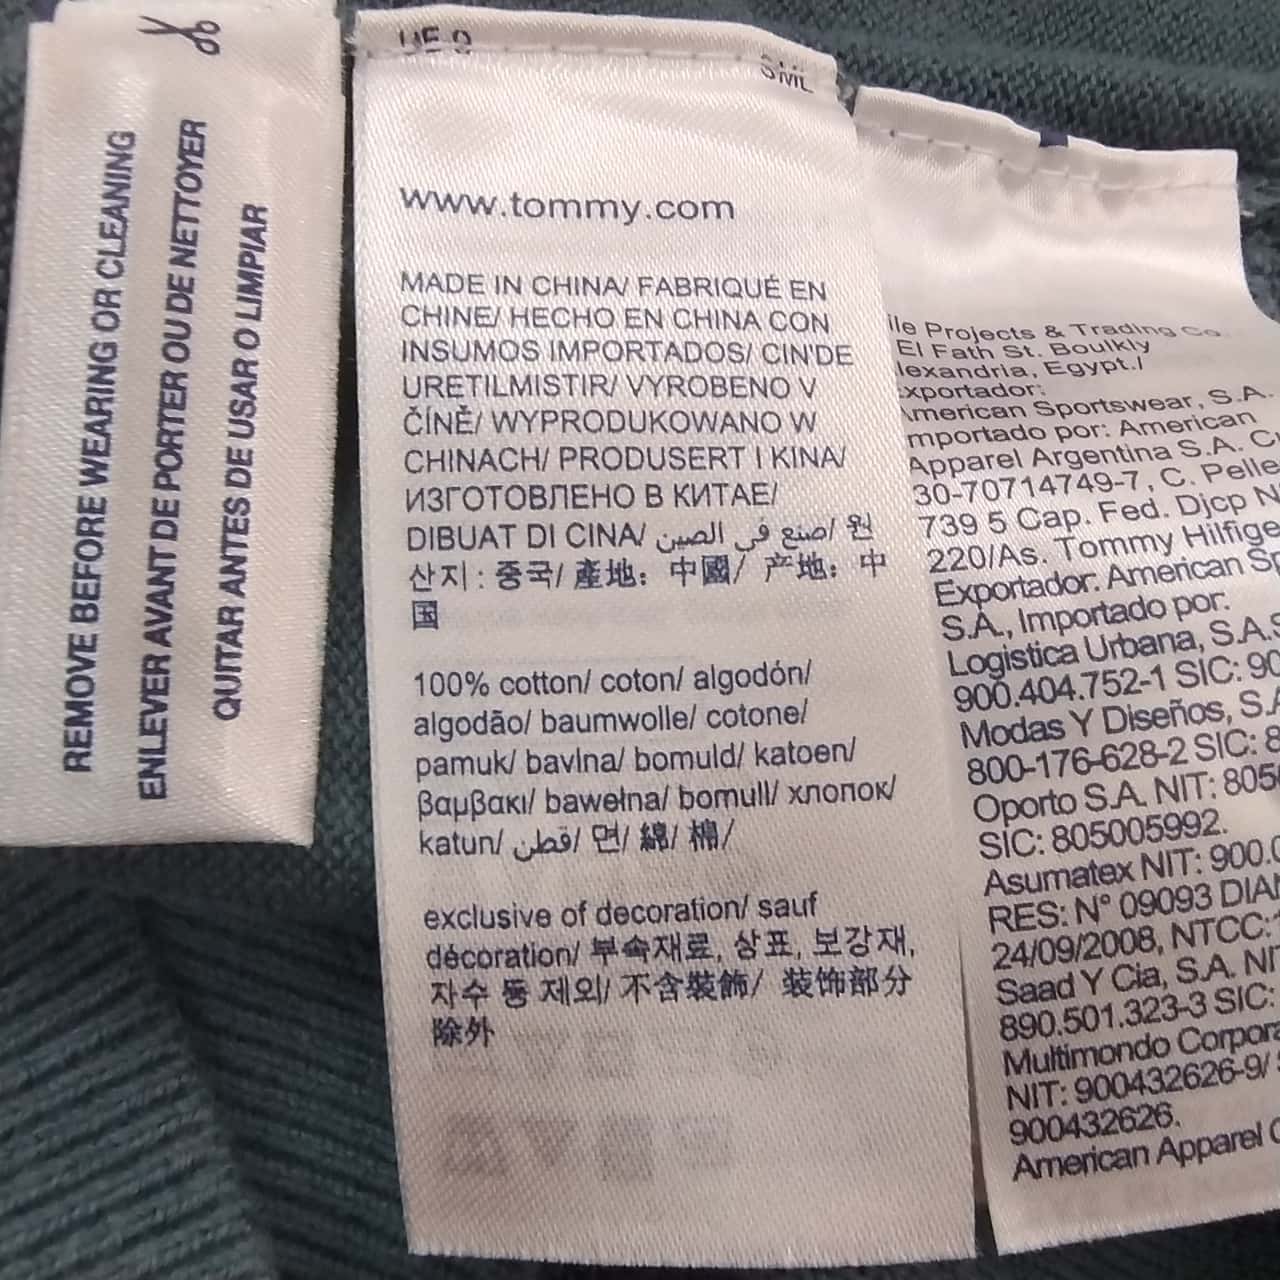 REMOVE BEFORE WEARING OR CLEANING
ENLEVER AVANT DE PORTER OU DE NETTOYER
QUITAR ANTES DE USAR O LIMPIAR
SML
www.tommy.com
MADE IN CHINA/ FABRIQUÉ EN
CHINE/ HECHO EN CHINA CON
INSUMOS IMPORTADOS/ CIN'DE
URETILMISTIR/ VYROBENO V
ČÍNĚ/ WYPRODUKOWANO W
CHINACH/ PRODUSERT I KINA/
ИЗГОТОВЛЕНО В КИТАЕ/
DIBUAT DI CINA/ صنع في الصين/ 원
산지 : 중국/ 產地：中國/ 产地：中
国
100% cotton/ coton/ algodón/
algodão/ baumwolle/ cotone/
pamuk/ bavlna/ bomuld/ katoen/
βαμβακι/ bawełna/ bomull/ хлопок/
katun/ قطن/ 면/ 綿/ 棉/
exclusive of decoration/ sauf
décoration/ 부속재료, 상표, 보강재,
자수 등 제외/ 不含裝飾/ 装饰部分
除外
Projects & Trading Co.
El Fath St. Boulkly
Egypt./
American Sportswear, S.A.
por: American
Apparel Argentina S.A.
30-70714749-7, C.
739 5 Cap. Fed. Djcp
220/As. Tommy
Exportador: American
S.A., Importado por:
Logistica Urbana, S.A.S
900.404.752-1 SIC:
Modas Y Diseños,
800-176-628-2 SIC:
Oporto S.A. NIT:
SIC: 805005992.
Asumatex NIT:
RES: N° 09093
24/09/2008, NTCC:
Saad Y Cia, S.A.
890.501.323-3 SIC:
Multimondo
NIT: 900432626-9/
900432626.
American Apparel